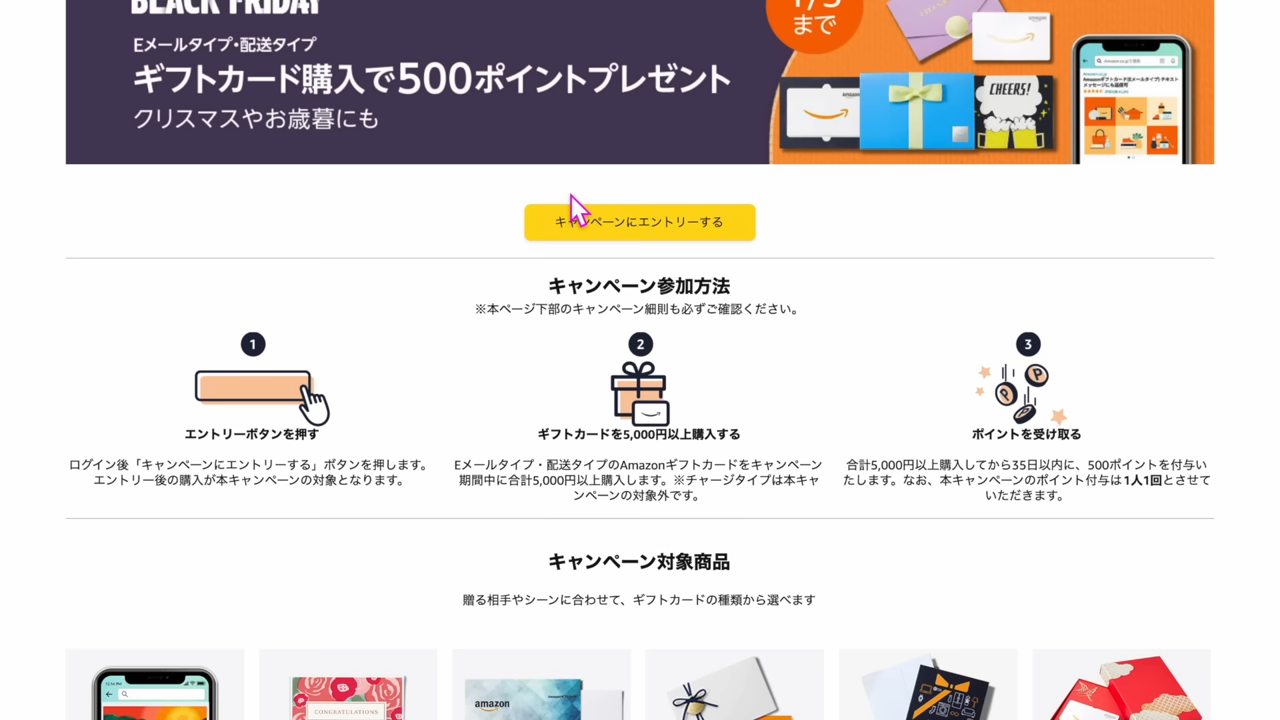 BLACK FRIDAY
まで
Eメールタイプ・配送タイプ
ギフトカード購入で500ポイントプレゼント
クリスマスやお歳暮にも
amazon
CHEERS!
キャンペーンにエントリーする
キャンペーン参加方法
※本ページ下部のキャンペーン細則も必ずご確認ください。
1
2
3
P
P
P
エントリーボタンを押す
ギフトカードを5,000円以上購入する
ポイントを受け取る
ログイン後「キャンペーンにエントリーする」ボタンを押します。
エントリー後の購入が本キャンペーンの対象となります。
Eメールタイプ・配送タイプのAmazonギフトカードをキャンペーン
期間中に合計5,000円以上購入します。※チャージタイプは本キャ
ンペーンの対象外です。
合計5,000円以上購入してから35日以内に、500ポイントを付与い
たします。なお、本キャンペーンのポイント付与は1人1回とさせて
いただきます。
キャンペーン対象商品
贈る相手やシーンに合わせて、ギフトカードの種類から選べます
CONGRATULATIONS
amazon